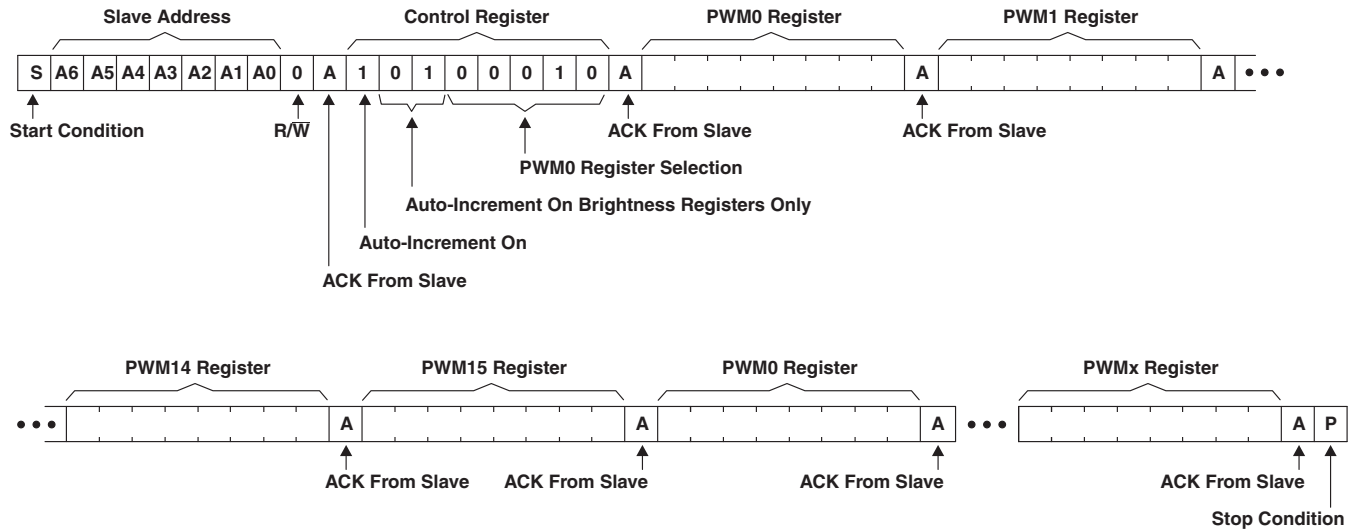 Slave Address Control Register PWM0 Register PWM1 Register
S A6 A5 A4 A3 A2 A1 A0 0 A 1 0 1 0 0 0 1 0 A A A •••
Start Condition R/W̅ ACK From Slave ACK From Slave
PWM0 Register Selection
Auto-Increment On Brightness Registers Only
Auto-Increment On
ACK From Slave
PWM14 Register PWM15 Register PWM0 Register PWMx Register
••• A A A ••• A P
ACK From Slave ACK From Slave ACK From Slave ACK From Slave
Stop Condition